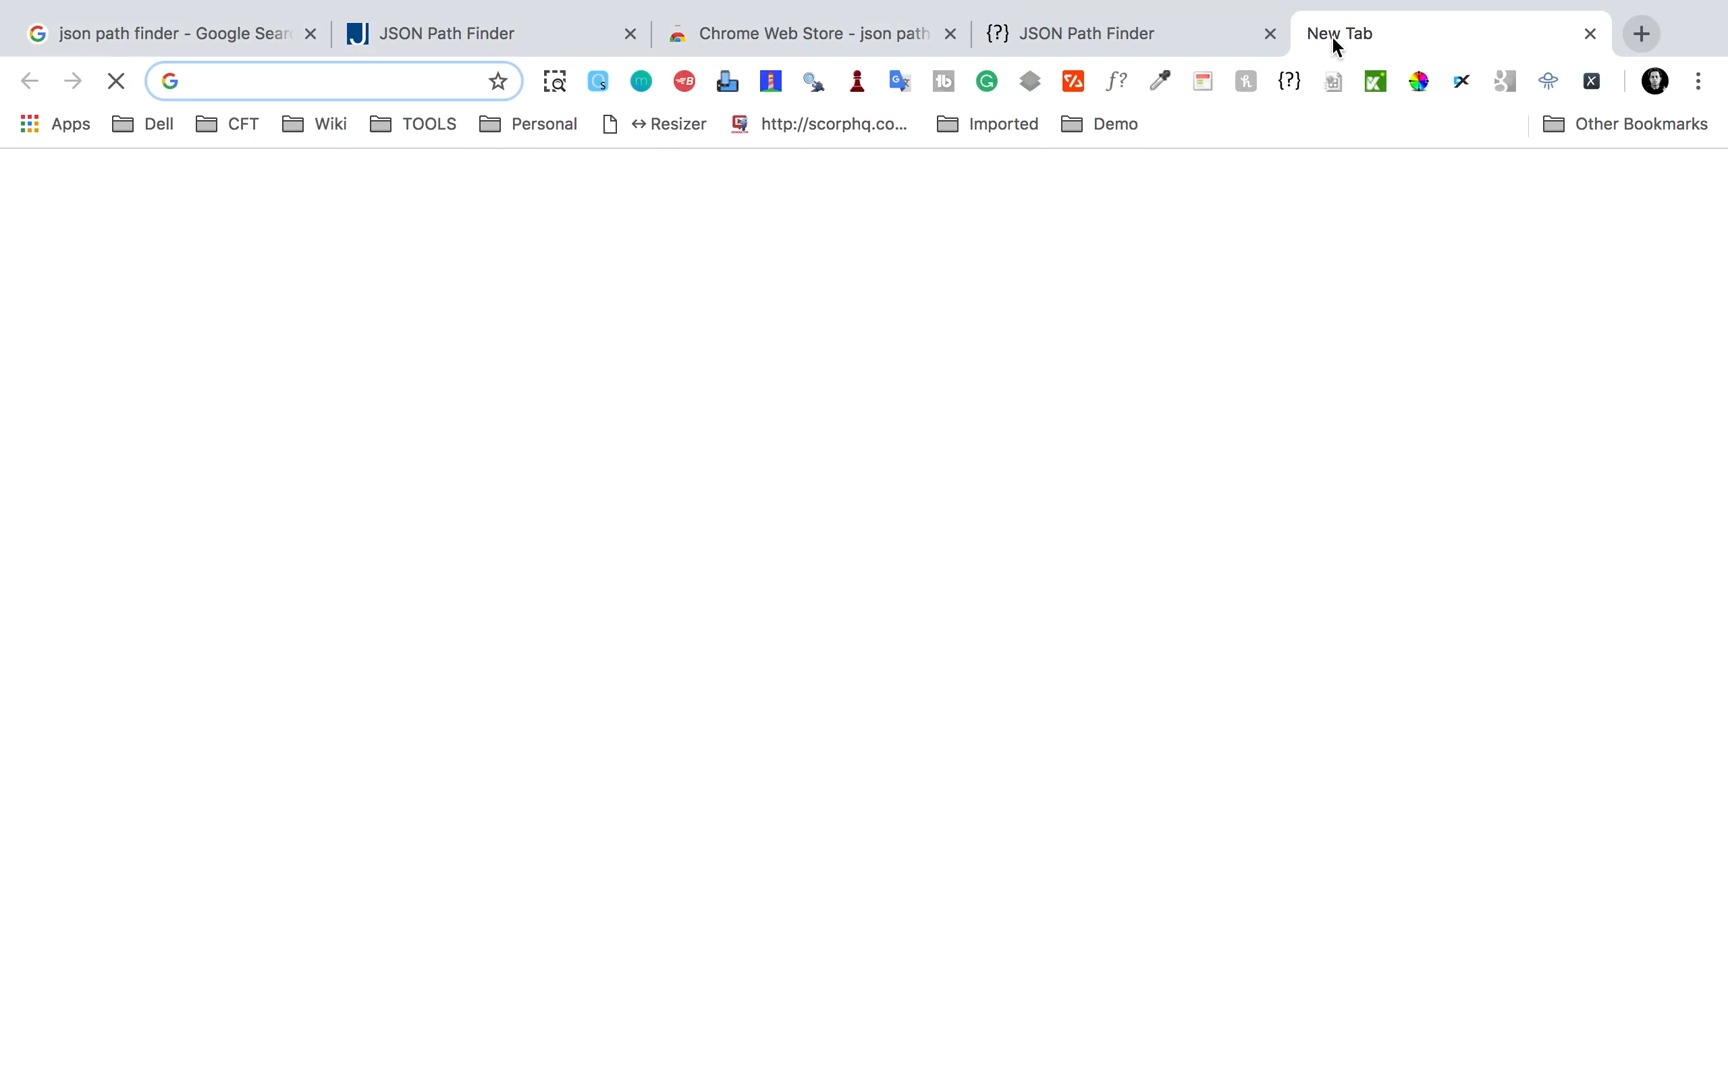 json path finder - Google Sear
JSON Path Finder
Chrome Web Store - json path
{?} JSON Path Finder
New Tab
Apps
Dell
CFT
Wiki
TOOLS
Personal
↔ Resizer
http://scorphq.co...
Imported
Demo
Other Bookmarks